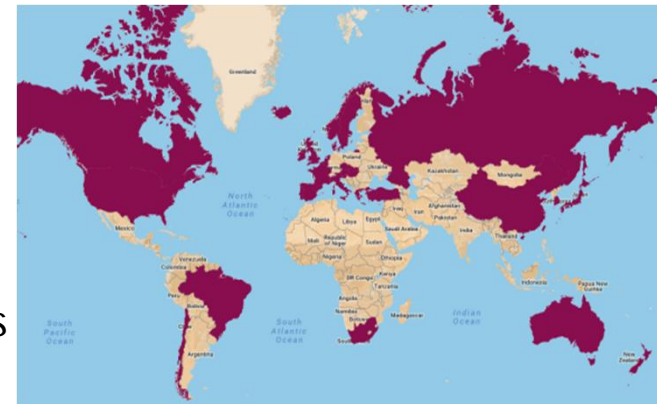 Greenland
Poland
Ukraine
Kazakhstan
Mongolia
North
Atlantic
Ocean
Afghanistan
Iraq
Iran
Pakistan
Algeria
Libya
Egypt
Saudi Arabia
India
Mexico
Mali
Republic
of Niger
Sudan
Thailand
Nigeria
Ethiopia
Venezuela
Colombia
DR Congo
Kenya
Tanzania
Indonesia
Papua New
Guinea
Peru
Bolivia
Angola
Namibia
Botswana
Madagascar
S
South
Pacific
Ocean
South
Atlantic
Ocean
Indian
Ocean
Argentina
New
Zealand